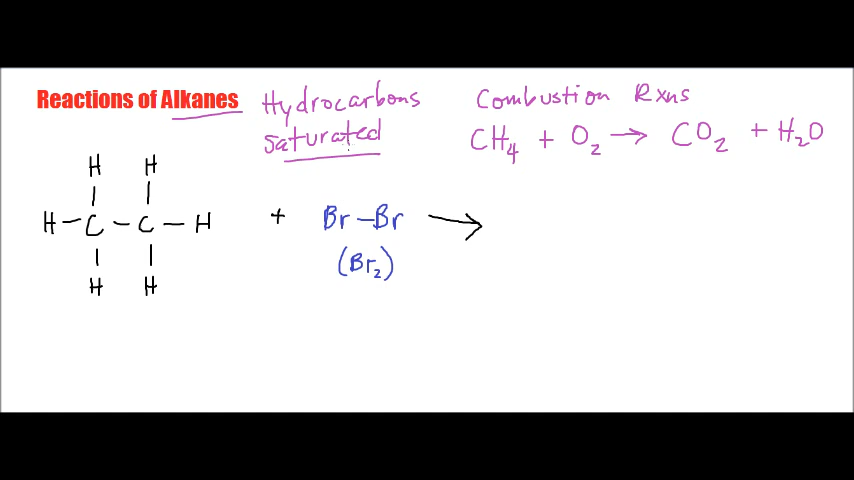 Reactions of Alkanes
Hydrocarbons
saturated
Combustion Rxns
CH₄ + O₂ → CO₂ + H₂O
H H
H – C – C – H + Br – Br →
(Br₂)
H H